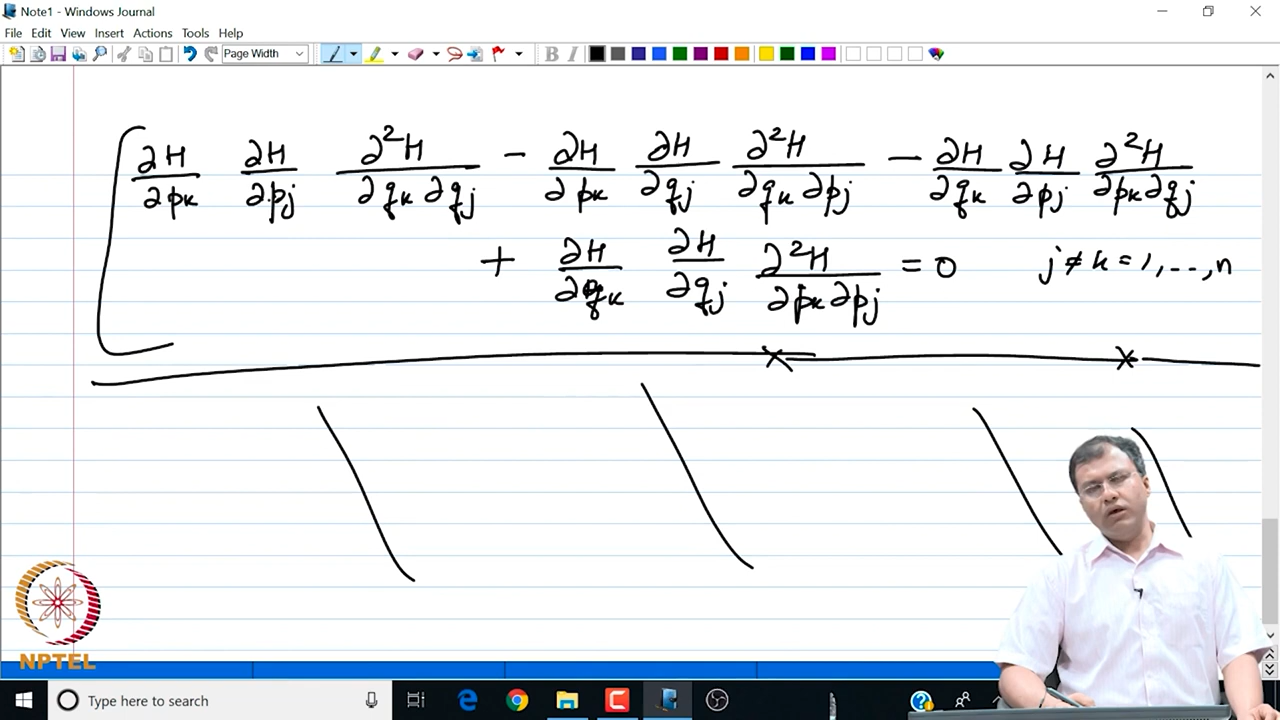 Note1 - Windows Journal
File Edit View Insert Actions Tools Help
Page Width
B I
∂H/∂pk ∂H/∂pj ∂²H/∂qk ∂qj - ∂H/∂pk ∂H/∂qj ∂²H/∂qk ∂pj - ∂H/∂qk ∂H/∂pj ∂²H/∂pk∂qj
+ ∂H/∂qk ∂H/∂qj ∂²H/∂pk ∂pj = 0 j ≠ k = 1, ..., n
NPTEL
Type here to search